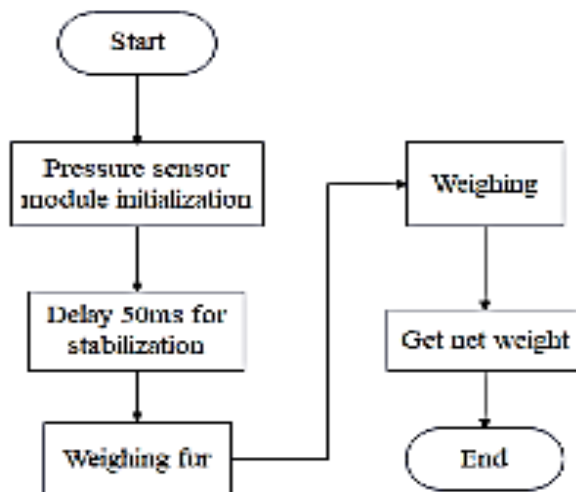 Start
Pressure sensor
module initialization
Delay 50ms for
stabilization
Weighing for
Weighing
Get net weight
End